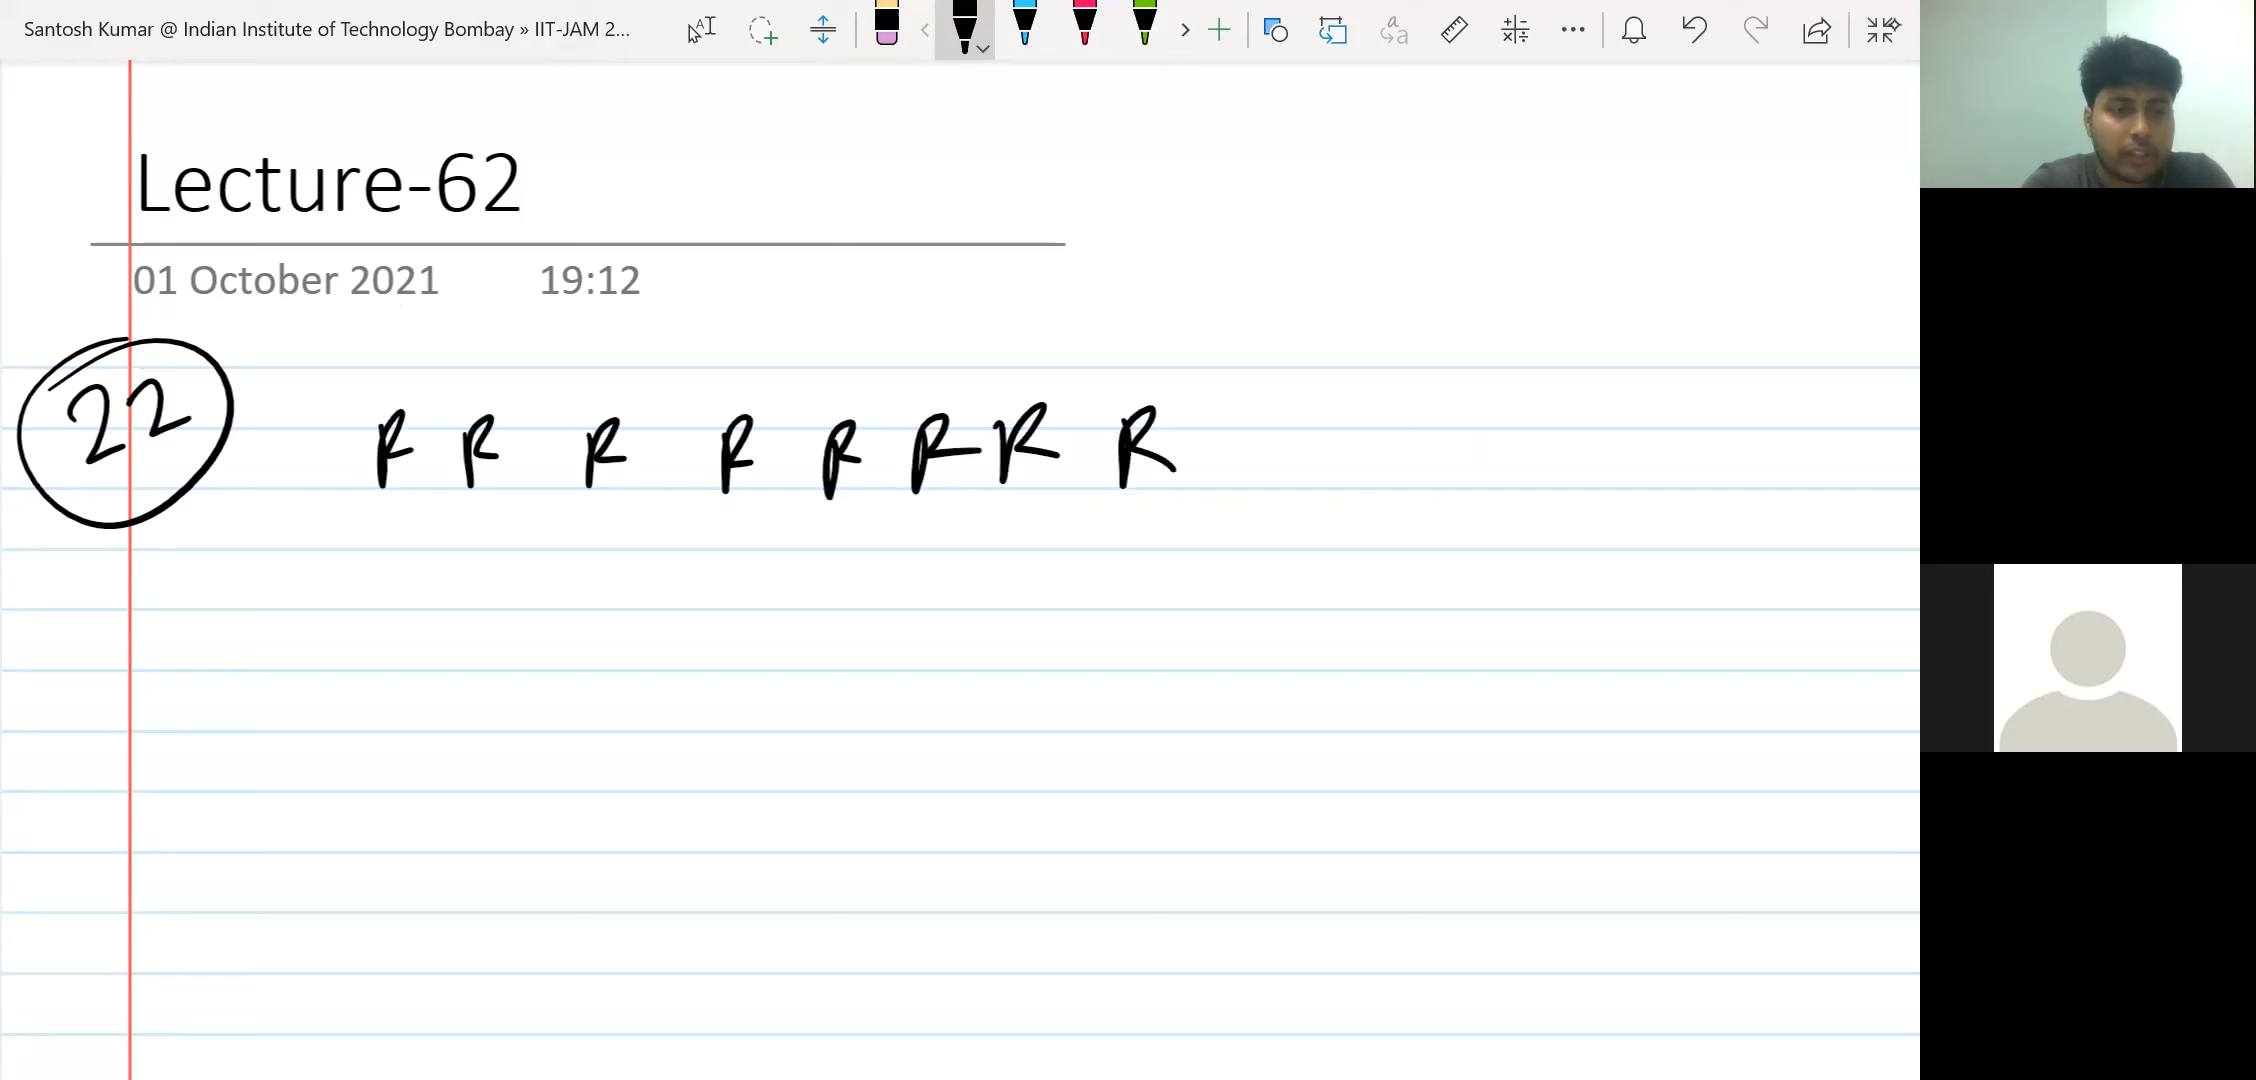 Santosh Kumar @ Indian Institute of Technology Bombay » IIT-JAM 2...
Lecture-62
01 October 2021 19:12
22 R R R R R R R R